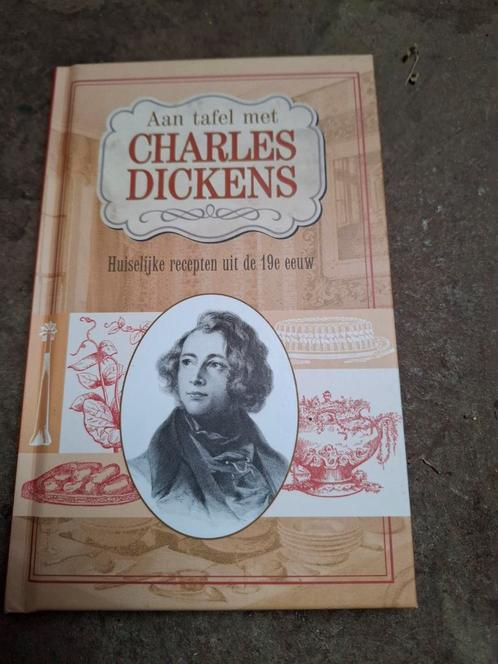 Aan tafel met
CHARLES
DICKENS
Huiselijke recepten uit de 19e eeuw